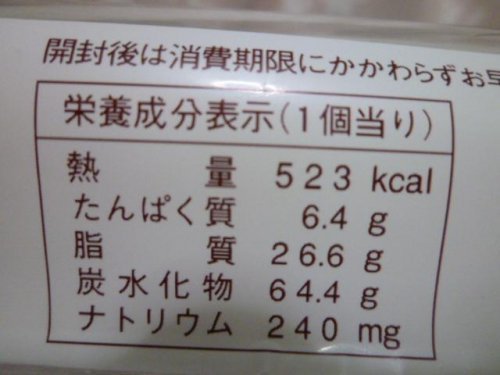 開封後は消費期限にかかわらずお早
栄養成分表示(1個当り)
熱量 523 kcal
たんぱく質 6.4 g
脂質 26.6 g
炭水化物 64.4 g
ナトリウム 240 mg